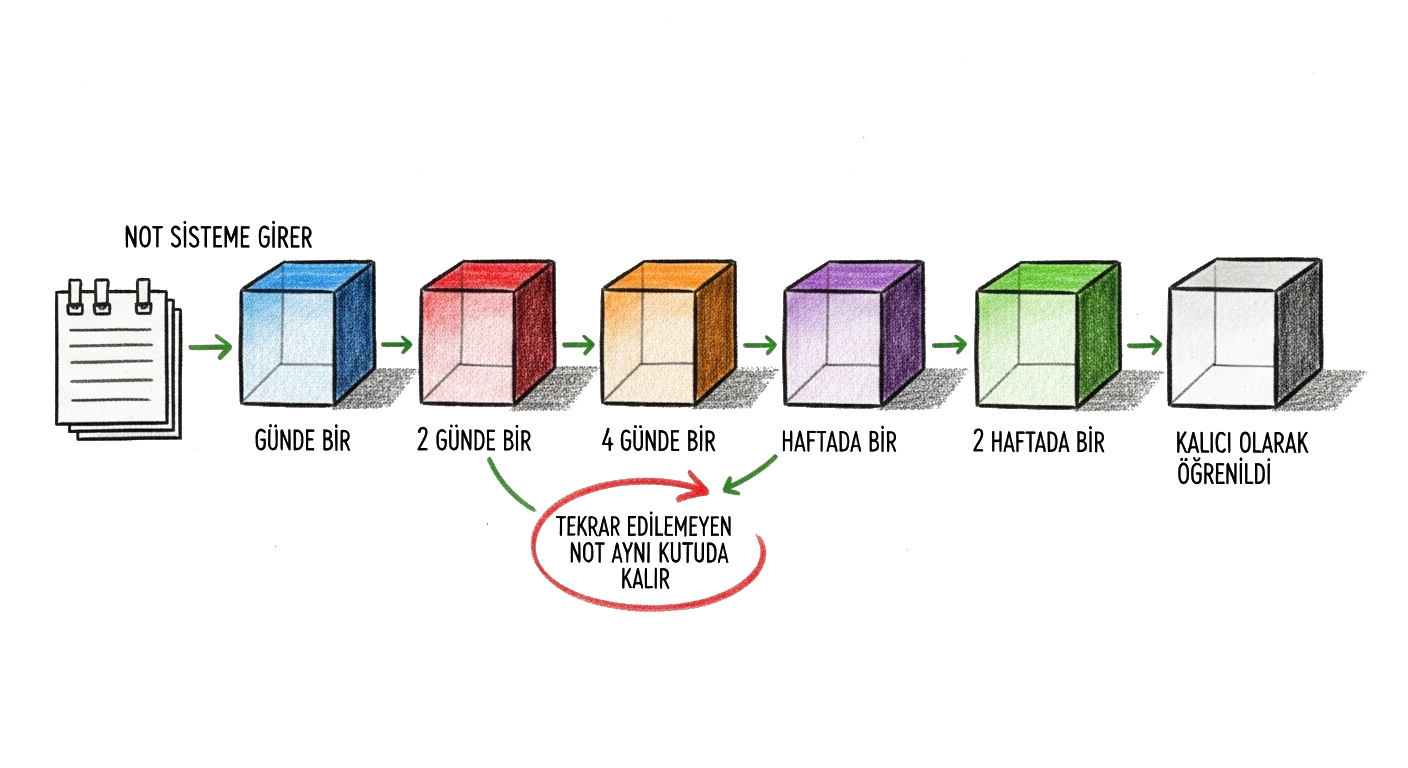 NOT SİSTEME GİRER
GÜNDE BİR
2 GÜNDE BİR
4 GÜNDE BİR
HAFTADA BİR
2 HAFTADA BİR
KALICI OLARAK
ÖĞRENİLDİ
TEKRAR EDİLEMEYEN
NOT AYNI KUTUDA
KALIR